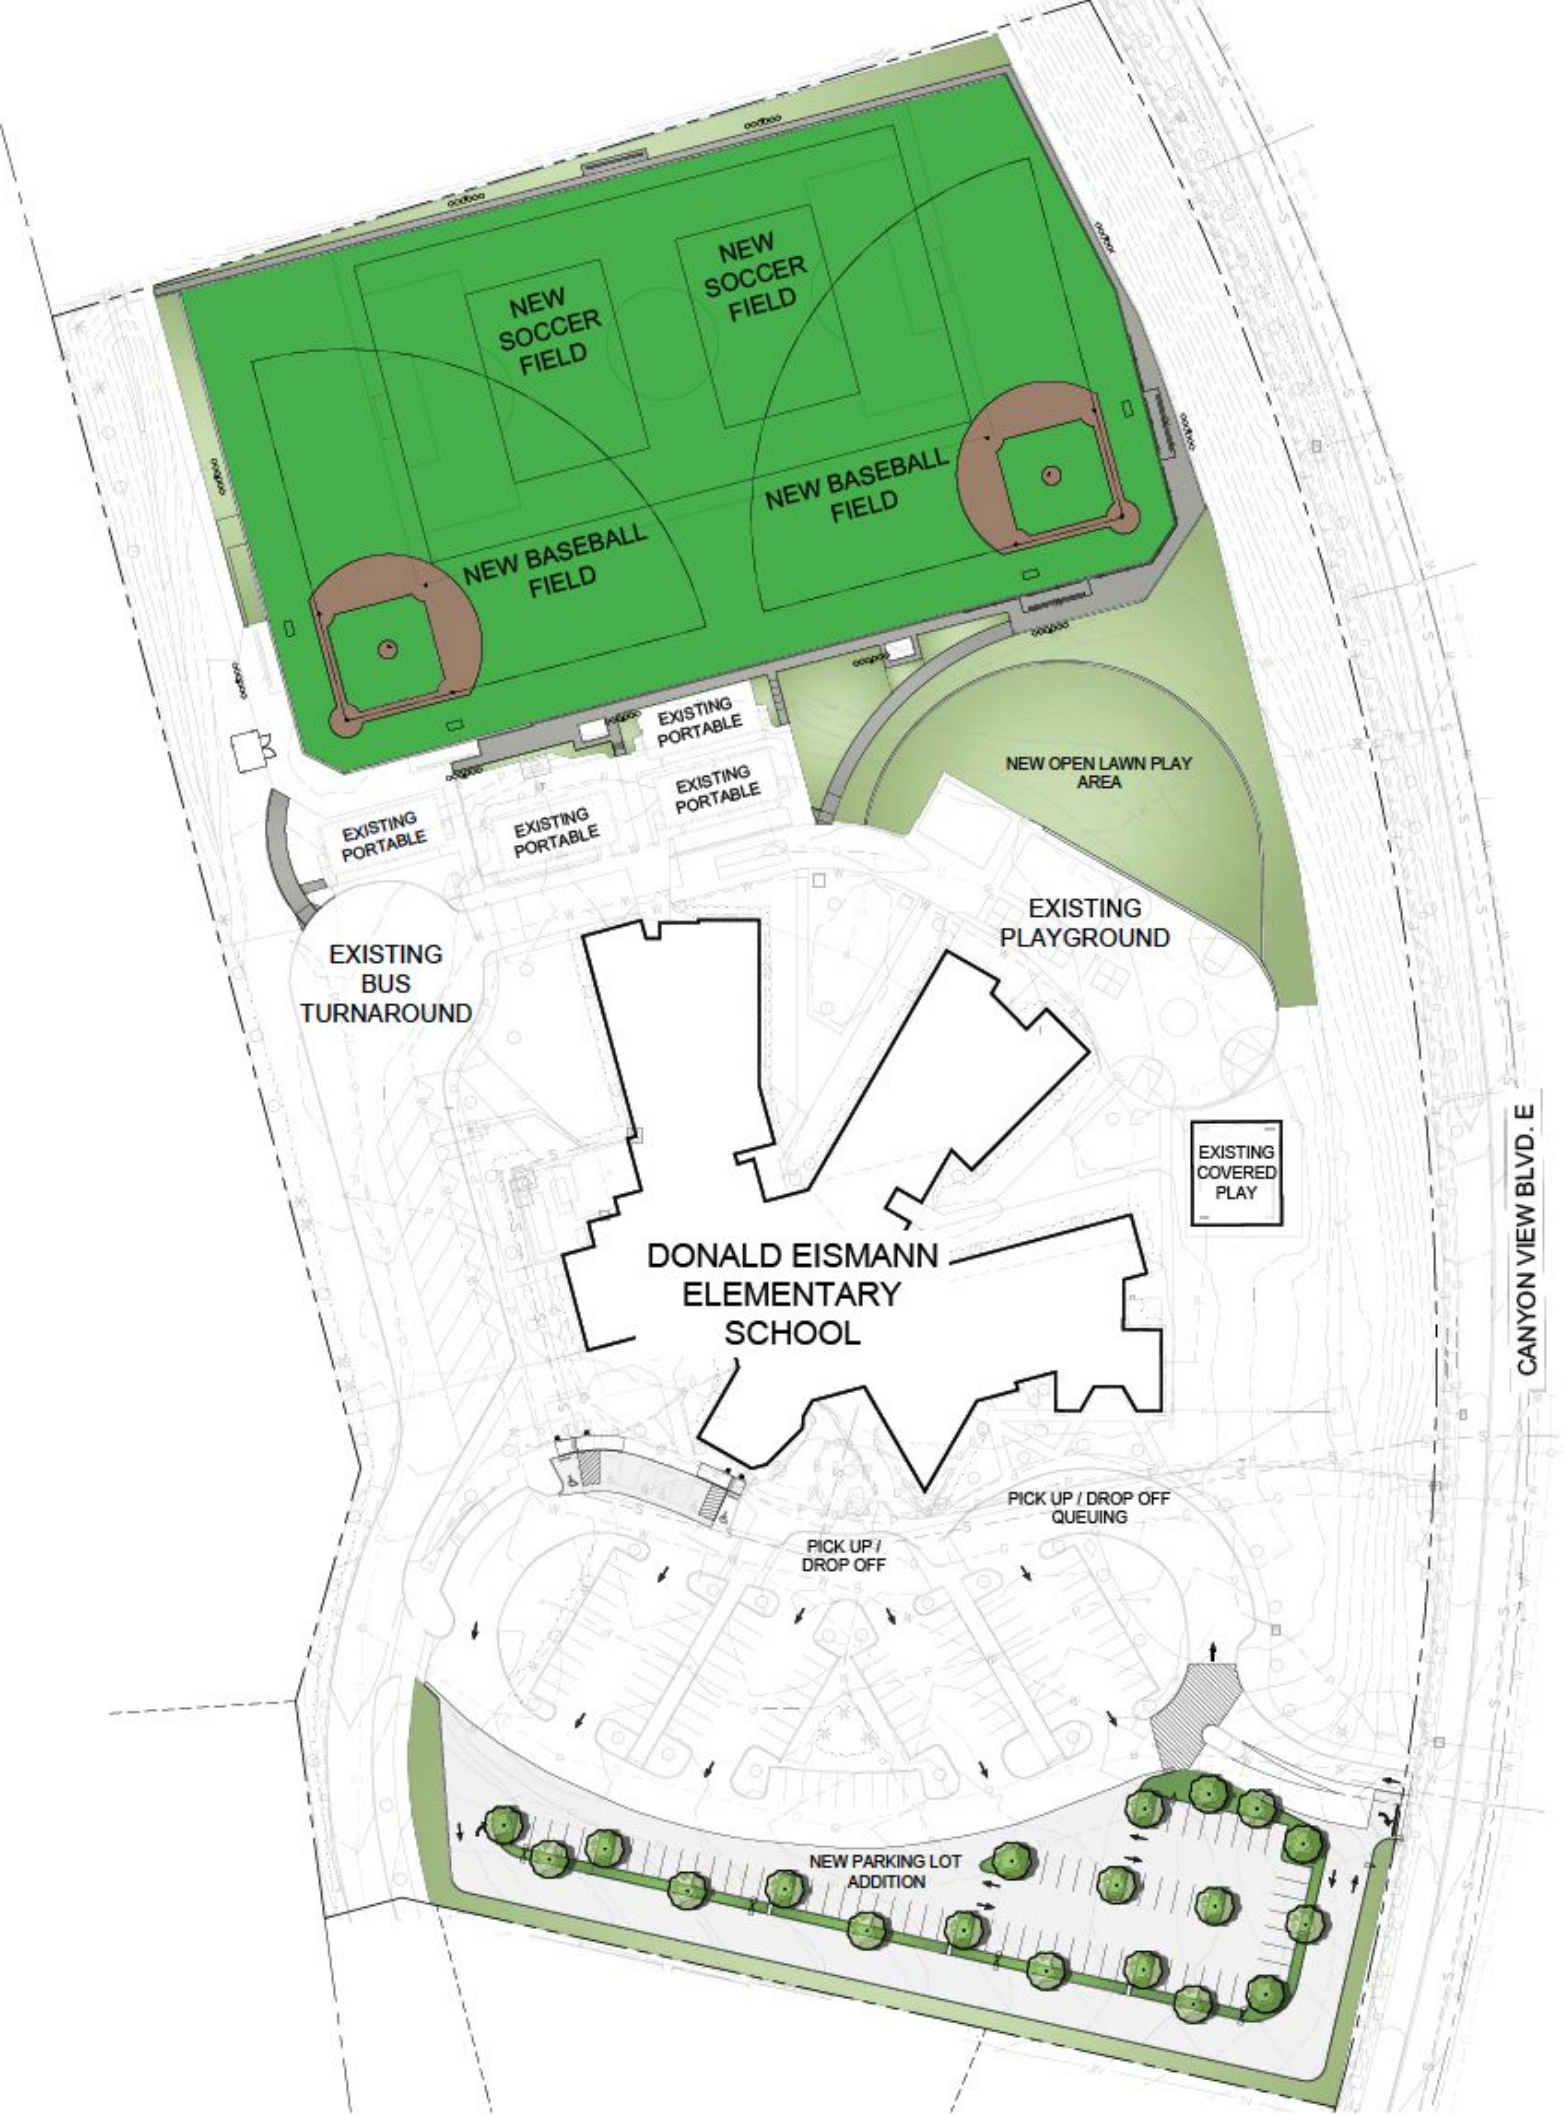 NEW
SOCCER
FIELD
NEW
SOCCER
FIELD
NEW BASEBALL
FIELD
NEW BASEBALL
FIELD
EXISTING
PORTABLE
EXISTING
PORTABLE
EXISTING
PORTABLE
EXISTING
PORTABLE
NEW OPEN LAWN PLAY
AREA
EXISTING
PLAYGROUND
EXISTING
BUS
TURNAROUND
EXISTING
COVERED
PLAY
CANYON VIEW BLVD. E
DONALD EISMANN
ELEMENTARY
SCHOOL
PICK UP / DROP OFF
QUEUING
PICK UP /
DROP OFF
NEW PARKING LOT
ADDITION